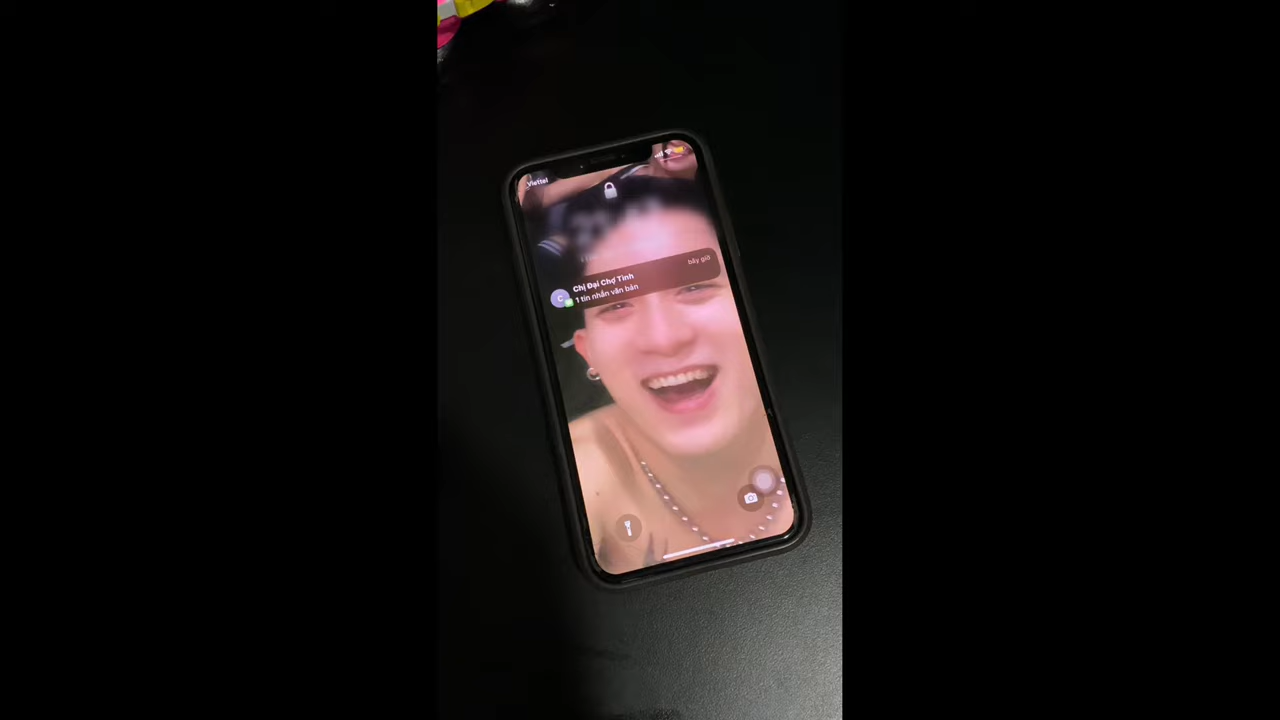 Viettel
bây giờ
Chị Đại Chợ Tình
1 tin nhắn văn bản